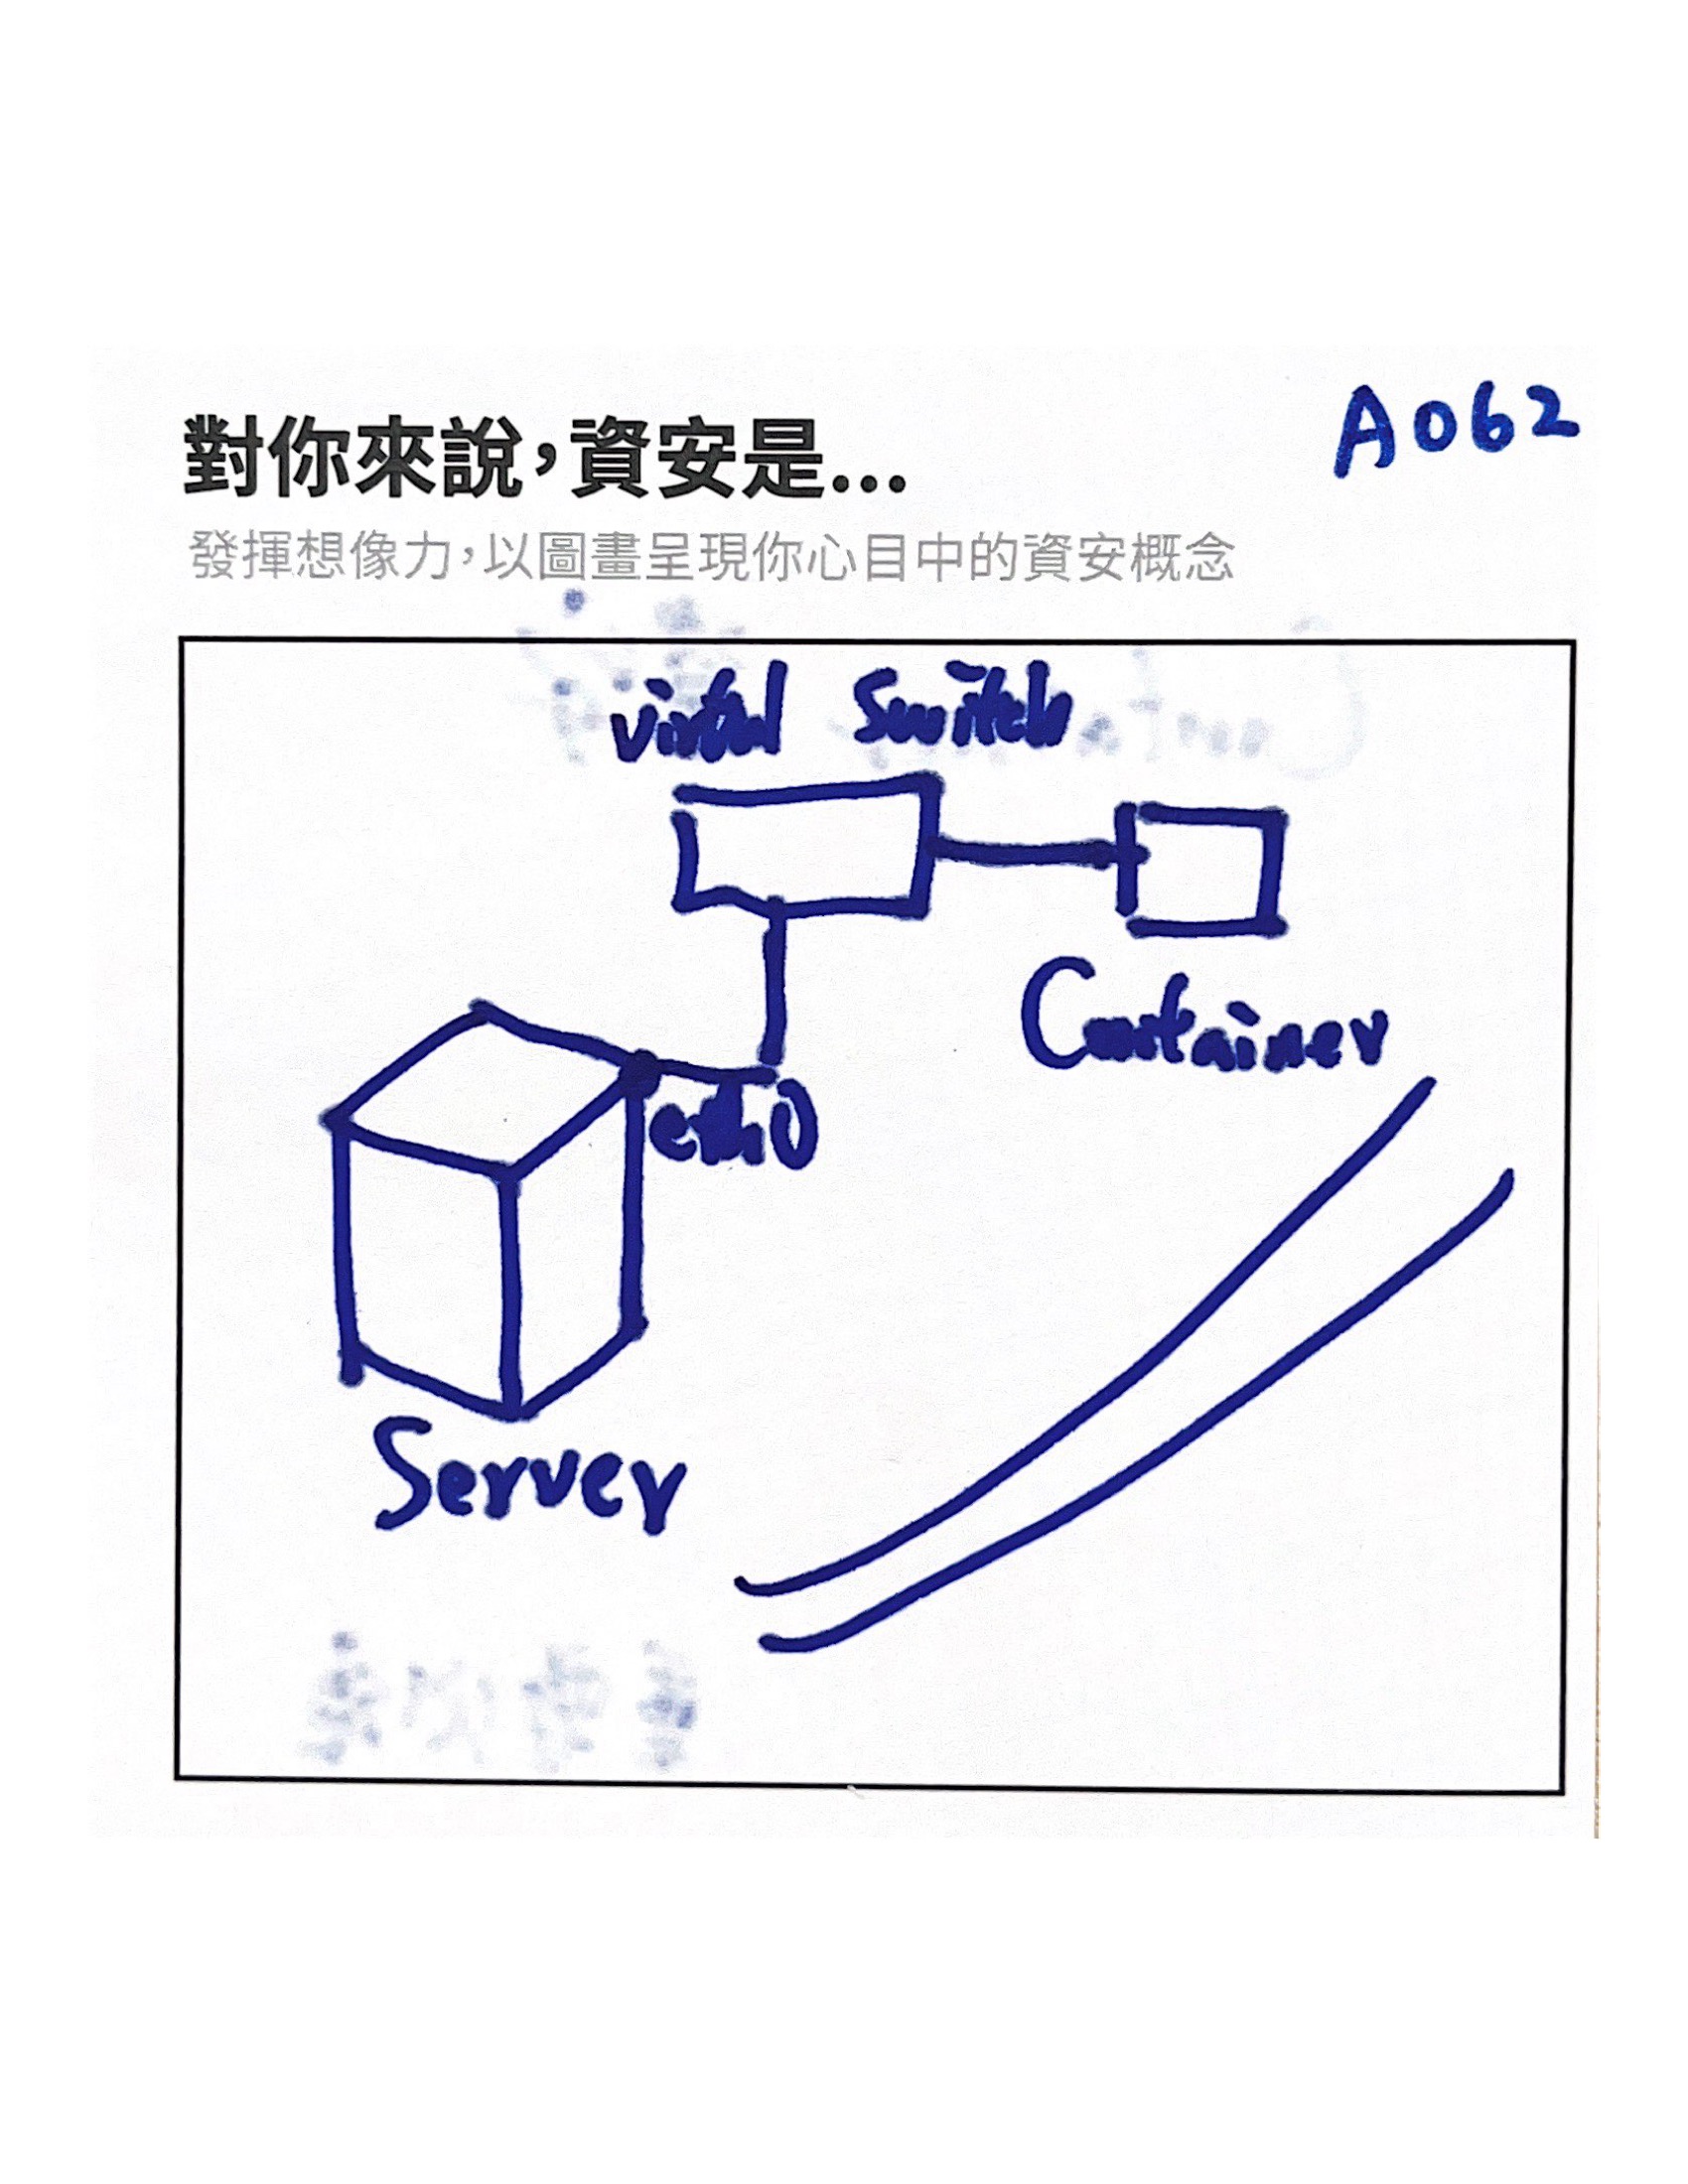 對你來說,資安是...
A062
發揮想像力,以圖畫呈現你心目中的資安概念
virtual Switch
Container
eth0
Server